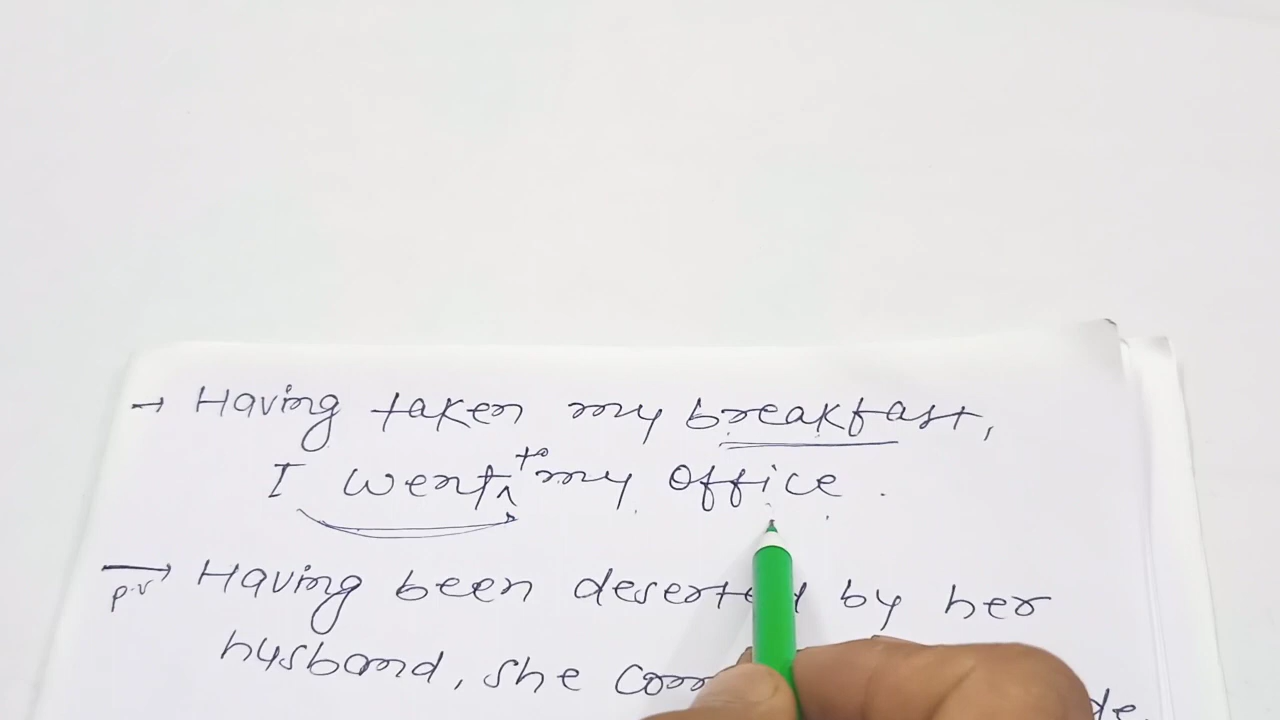 → Having taken my breakfast,
I went to my office.
p.v → Having been deserted by her
husband, she